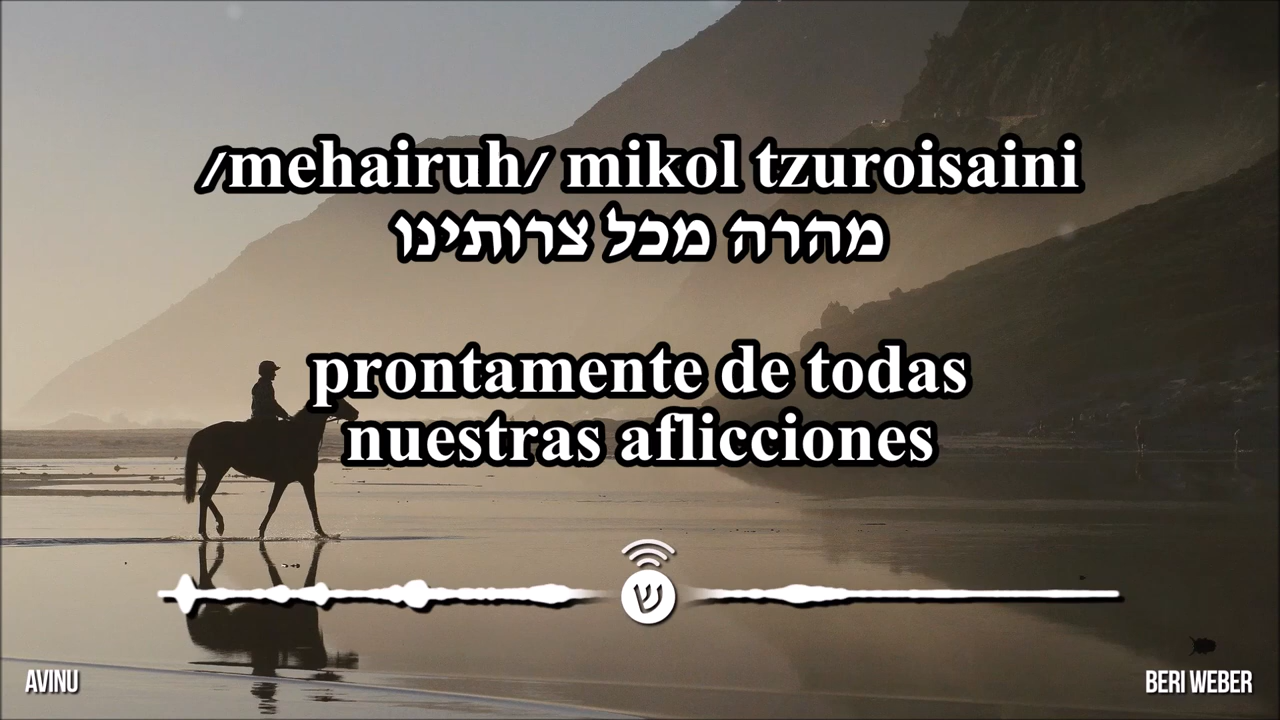 /mehairuh/ mikol tzuroisaini
מהרה מכל צרותינו
prontamente de todas
nuestras aflicciones
ש
AVINU
BERI WEBER